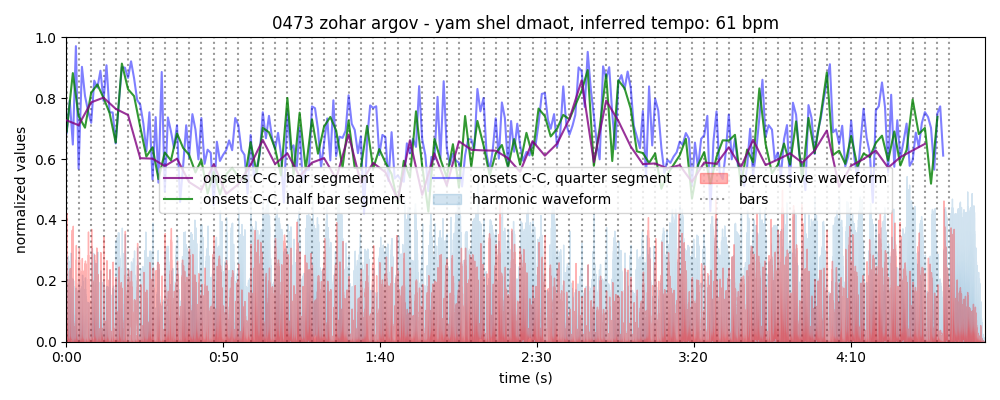 0473 zohar argov - yam shel dmaot, inferred tempo: 61 bpm
normalized values
1.0
0.8
0.6
0.4
0.2
0.0
onsets C-C, bar segment
onsets C-C, half bar segment
onsets C-C, quarter segment
harmonic waveform
percussive waveform
bars
0:00 0:50 1:40 2:30 3:20 4:10
time (s)